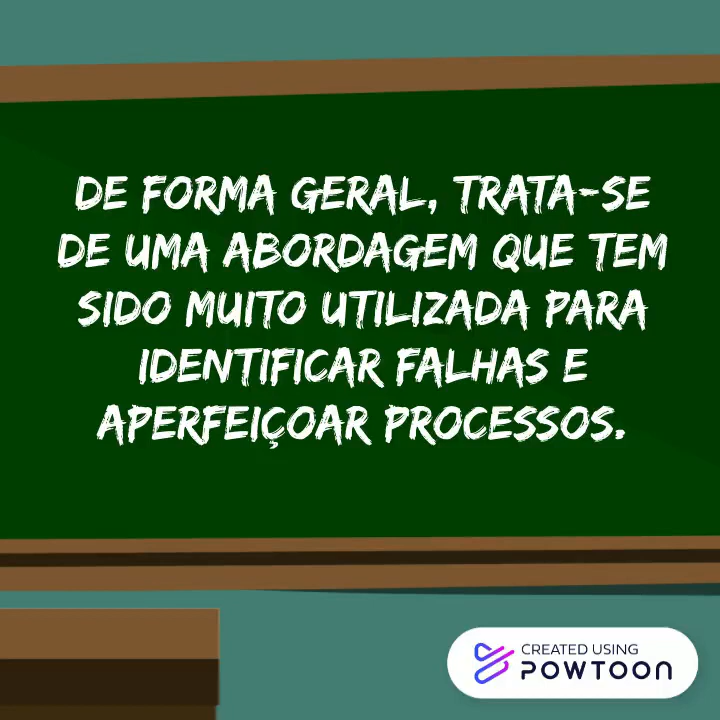 DE FORMA GERAL, TRATA-SE
DE UMA ABORDAGEM QUE TEM
SIDO MUITO UTILIZADA PARA
IDENTIFICAR FALHAS E
APERFEIÇOAR PROCESSOS.
CREATED USING
POWTOON